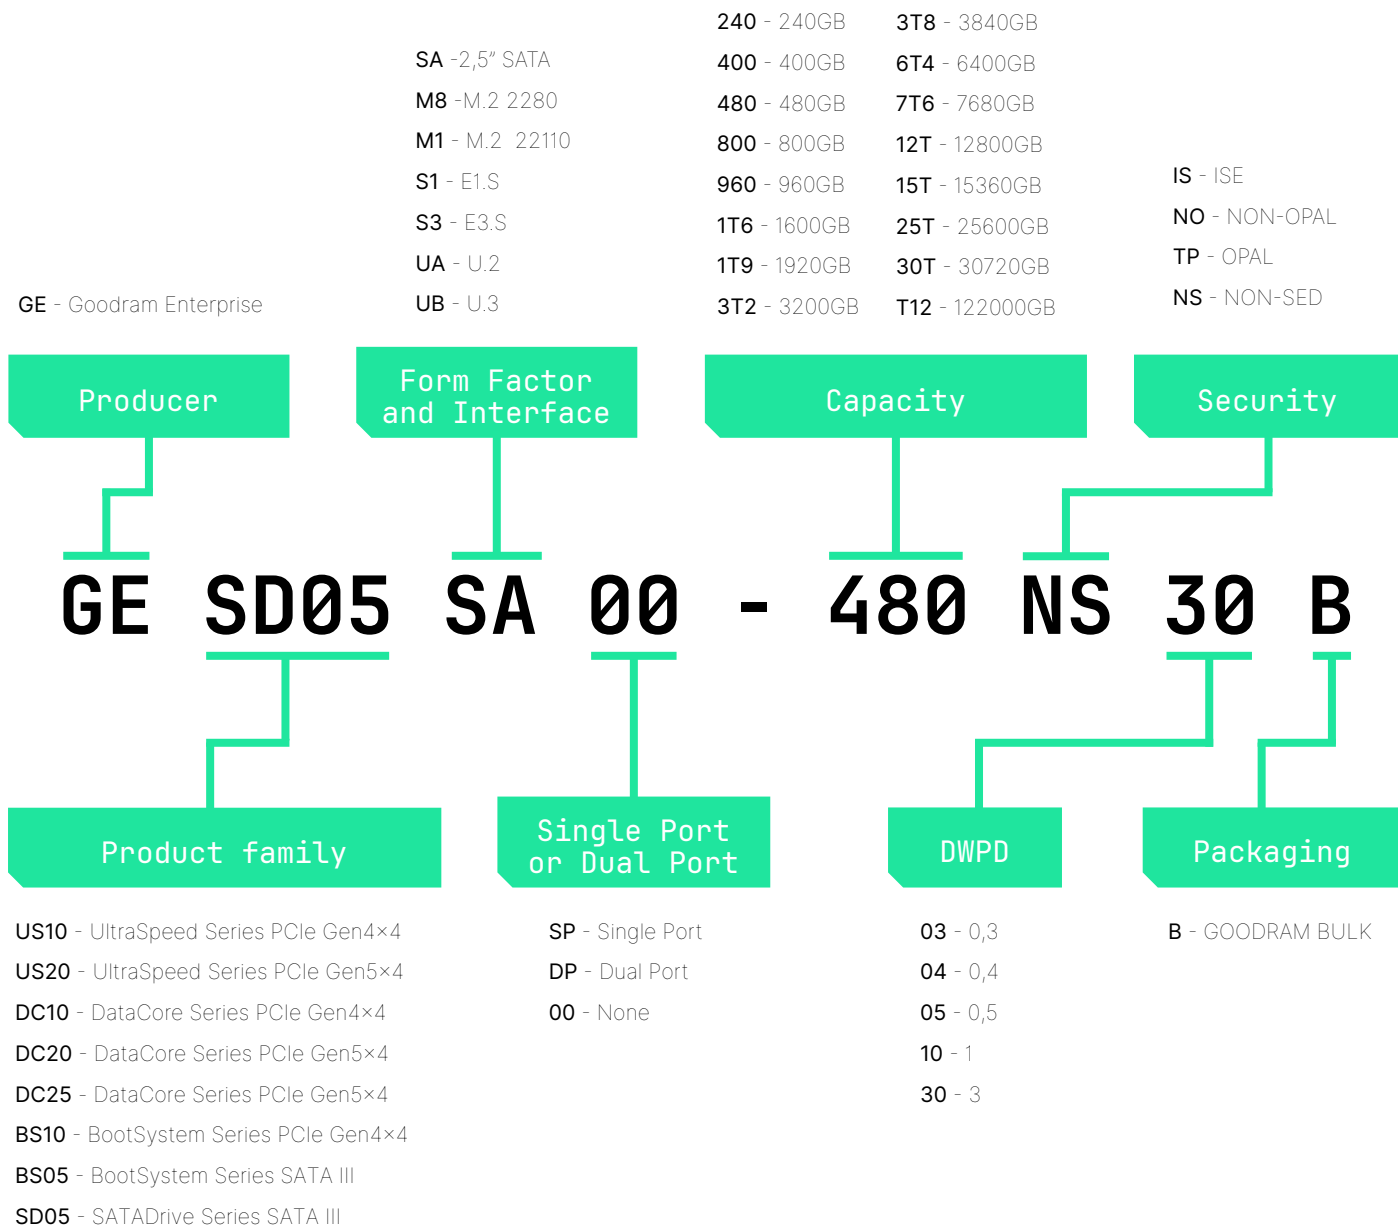 GE - Goodram Enterprise
SA -2,5” SATA
M8 -M.2 2280
M1 - M.2  22110
S1 - E1.S
S3 - E3.S
UA - U.2
UB - U.3
240 - 240GB
400 - 400GB
480 - 480GB
800 - 800GB
960 - 960GB
1T6 - 1600GB
1T9 - 1920GB
3T2 - 3200GB
3T8 - 3840GB
6T4 - 6400GB
7T6 - 7680GB
12T - 12800GB
15T - 15360GB
25T - 25600GB
30T - 30720GB
T12 - 122000GB
IS - ISE
NO - NON-OPAL
TP - OPAL
NS - NON-SED
Producer
Form Factor
and Interface
Capacity
Security
GE SD05 SA 00 - 480 NS 30 B
Product family
Single Port
or Dual Port
DWPD
Packaging
US10 - UltraSpeed Series PCIe Gen4×4
US20 - UltraSpeed Series PCIe Gen5×4
DC10 - DataCore Series PCIe Gen4×4
DC20 - DataCore Series PCIe Gen5×4
DC25 - DataCore Series PCIe Gen5×4
BS10 - BootSystem Series PCIe Gen4×4
BS05 - BootSystem Series SATA III
SD05 - SATADrive Series SATA III
SP - Single Port
DP - Dual Port
00 - None
03 - 0,3
04 - 0,4
05 - 0,5
10 - 1
30 - 3
B - GOODRAM BULK